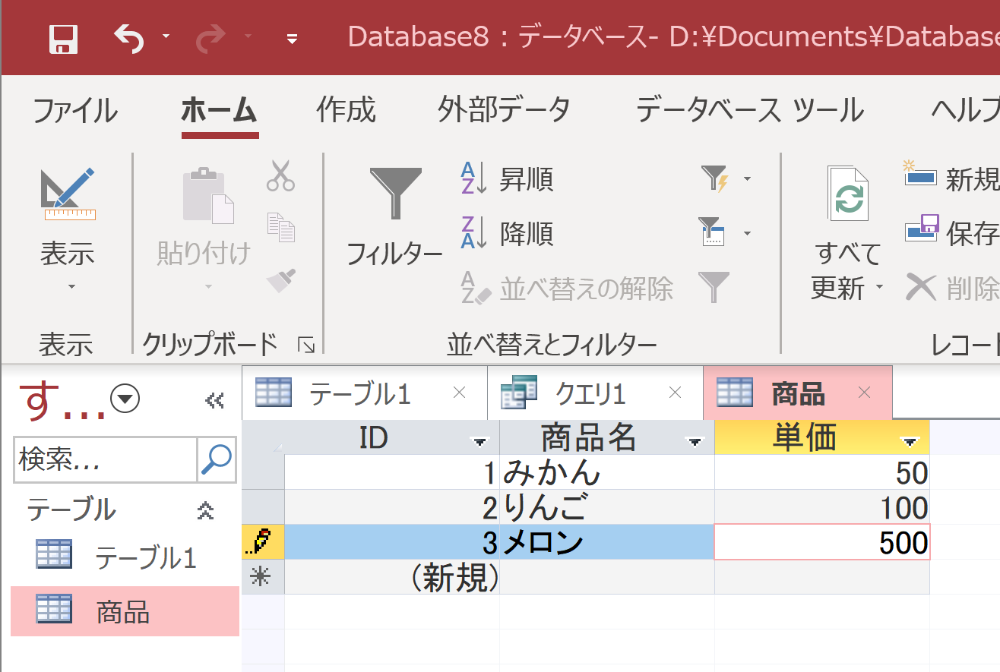 Database8 : データベース- D:¥Documents¥Database
ファイル ホーム 作成 外部データ データベース ツール ヘルプ
表示
貼り付け
フィルター
昇順
降順
並べ替えの解除
すべて
更新
新規
保存
削除
表示
クリップボード
並べ替えとフィルター
レコード
す...
検索...
テーブル
テーブル1
商品
テーブル1 クエリ1 商品
ID 商品名 単価
1 みかん 50
2 りんご 100
3 メロン 500
(新規)